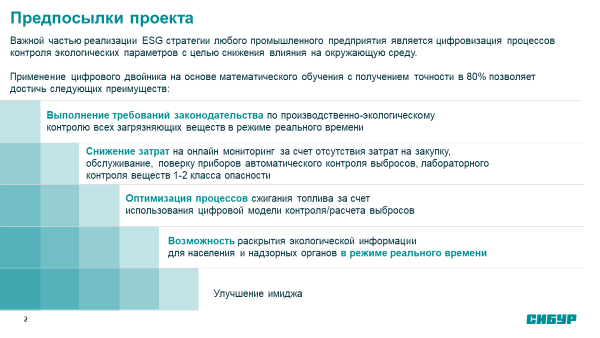 Предпосылки проекта
Важной частью реализации ESG стратегии любого промышленного предприятия является цифровизация процессов
контроля экологических параметров с целью снижения влияния на окружающую среду.
Применение цифрового двойника на основе математического обучения с получением точности в 80% позволяет
достичь следующих преимуществ:
Выполнение требований законодательства по производственно-экологическому
контролю всех загрязняющих веществ в режиме реального времени
Снижение затрат на онлайн мониторинг за счет отсутствия затрат на закупку,
обслуживание, поверку приборов автоматического контроля выбросов, лабораторного
контроля веществ 1-2 класса опасности
Оптимизация процессов сжигания топлива за счет
использования цифровой модели контроля/расчета выбросов
Возможность раскрытия экологической информации
для населения и надзорных органов в режиме реального времени
Улучшение имиджа
2
СИБУР